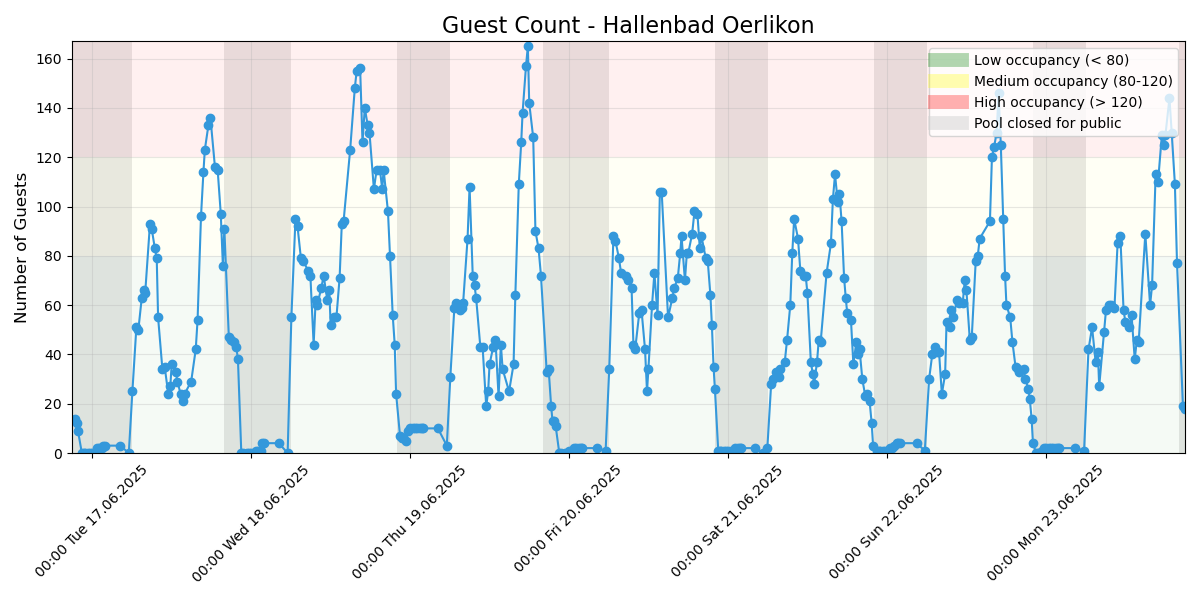 Guest Count - Hallenbad Oerlikon
Number of Guests
160
140
120
100
80
60
40
20
0
Low occupancy (< 80)
Medium occupancy (80-120)
High occupancy (> 120)
Pool closed for public
00:00 Tue 17.06.2025
00:00 Wed 18.06.2025
00:00 Thu 19.06.2025
00:00 Fri 20.06.2025
00:00 Sat 21.06.2025
00:00 Sun 22.06.2025
00:00 Mon 23.06.2025